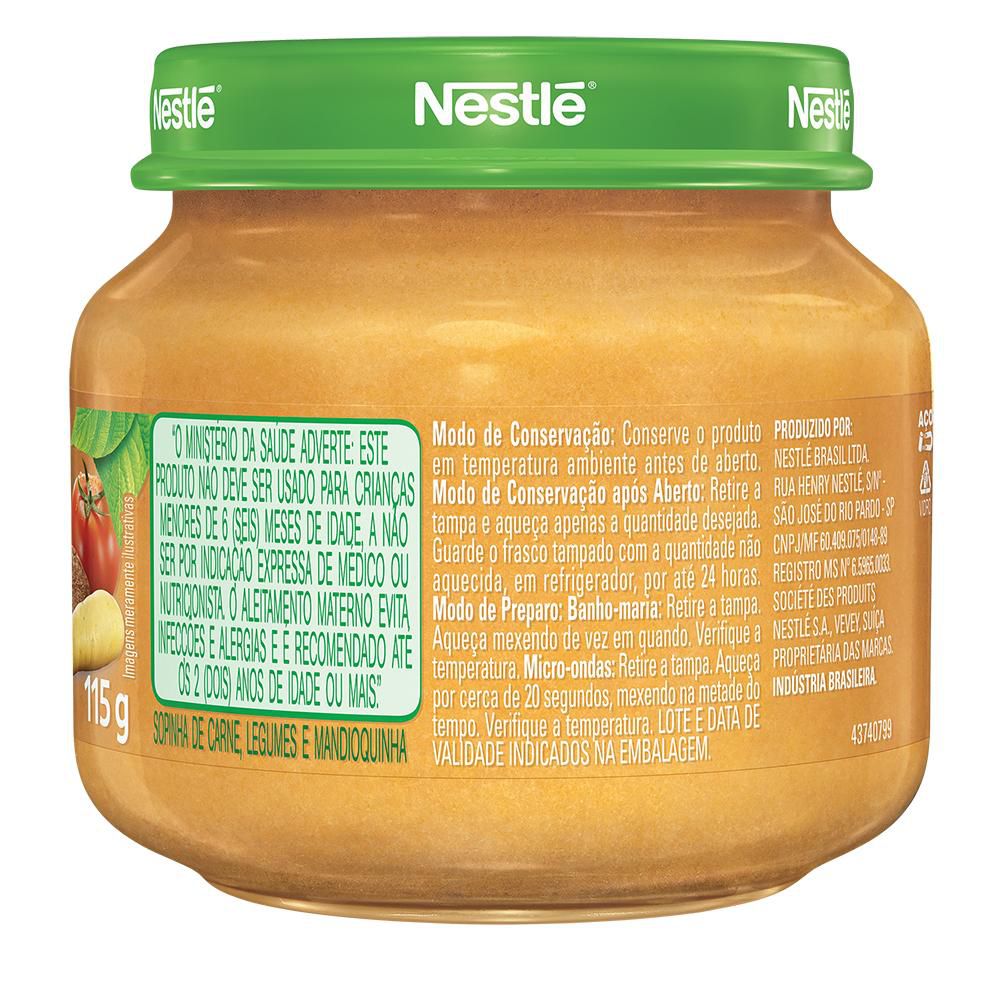 Nestlé® Nestlé® Nestlé
"O MINISTÉRIO DA SAÚDE ADVERTE: ESTE
PRODUTO NÃO DEVE SER USADO PARA CRIANÇAS
MENORES DE 6 (SEIS) MESES DE IDADE, A NÃO
SER POR INDICAÇÃO EXPRESSA DE MÉDICO OU
NUTRICIONISTA. O ALEITAMENTO MATERNO EVITA
INFECÇÕES E ALERGIAS E É RECOMENDADO ATÉ
OS 2 (DOIS) ANOS DE IDADE OU MAIS"
SOPINHA DE CARNE, LEGUMES E MANDIOQUINHA
Imagens meramente ilustrativas
115 g
Modo de Conservação: Conserve o produto
em temperatura ambiente antes de aberto.
Modo de Conservação após Aberto: Retire a
tampa e aqueça apenas a quantidade desejada.
Guarde o frasco tampado com a quantidade não
aquecida, em refrigerador, por até 24 horas.
Modo de Preparo: Banho-maria: Retire a tampa.
Aqueça mexendo de vez em quando. Verifique a
temperatura. Micro-ondas: Retire a tampa. Aqueça
por cerca de 20 segundos, mexendo na metade do
tempo. Verifique a temperatura. LOTE E DATA DE
VALIDADE INDICADOS NA EMBALAGEM.
PRODUZIDO POR:
NESTLÉ BRASIL LTDA.
RUA HENRY NESTLÉ, S/Nº -
SÃO JOSÉ DO RIO PARDO - SP
CNPJ/MF 60.409.075/0148-89
REGISTRO MS Nº 6.5965.0033.
SOCIÉTÉ DES PRODUITS
NESTLÉ S.A., VEVEY, SUÍÇA
PROPRIETÁRIA DAS MARCAS.
INDÚSTRIA BRASILEIRA.
43740799